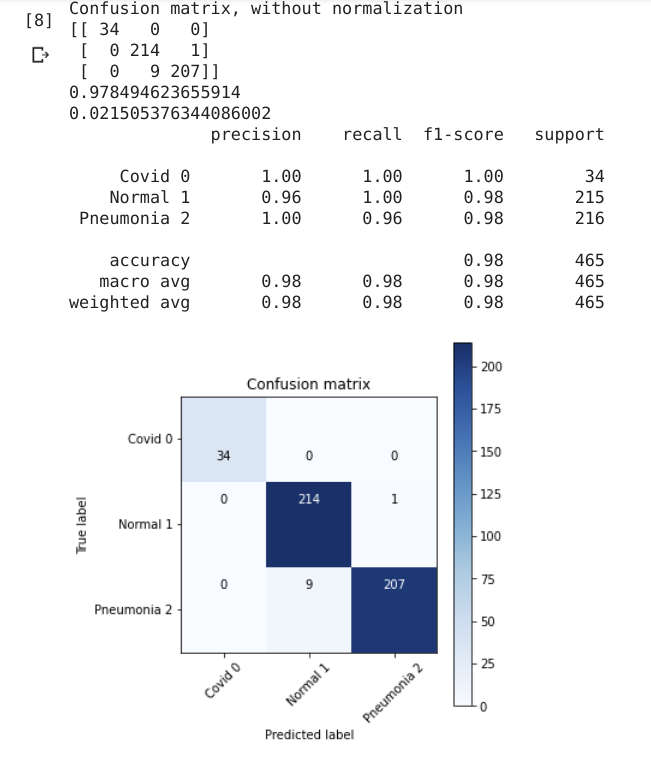 Confusion matrix, without normalization
[8]
[[ 34   0   0]
[  0 214   1]
[  0   9 207]]
0.978494623655914
0.021505376344086002
precision    recall  f1-score   support
Covid 0       1.00      1.00      1.00        34
Normal 1       0.96      1.00      0.98       215
Pneumonia 2       1.00      0.96      0.98       216
accuracy                           0.98       465
macro avg       0.98      0.98      0.98       465
weighted avg       0.98      0.98      0.98       465
Confusion matrix
Covid 0
34 0 0
Normal 1
0 214 1
Pneumonia 2
0 9 207
True label
Covid 0 Normal 1 Pneumonia 2
Predicted label
200
175
150
125
100
75
50
25
0